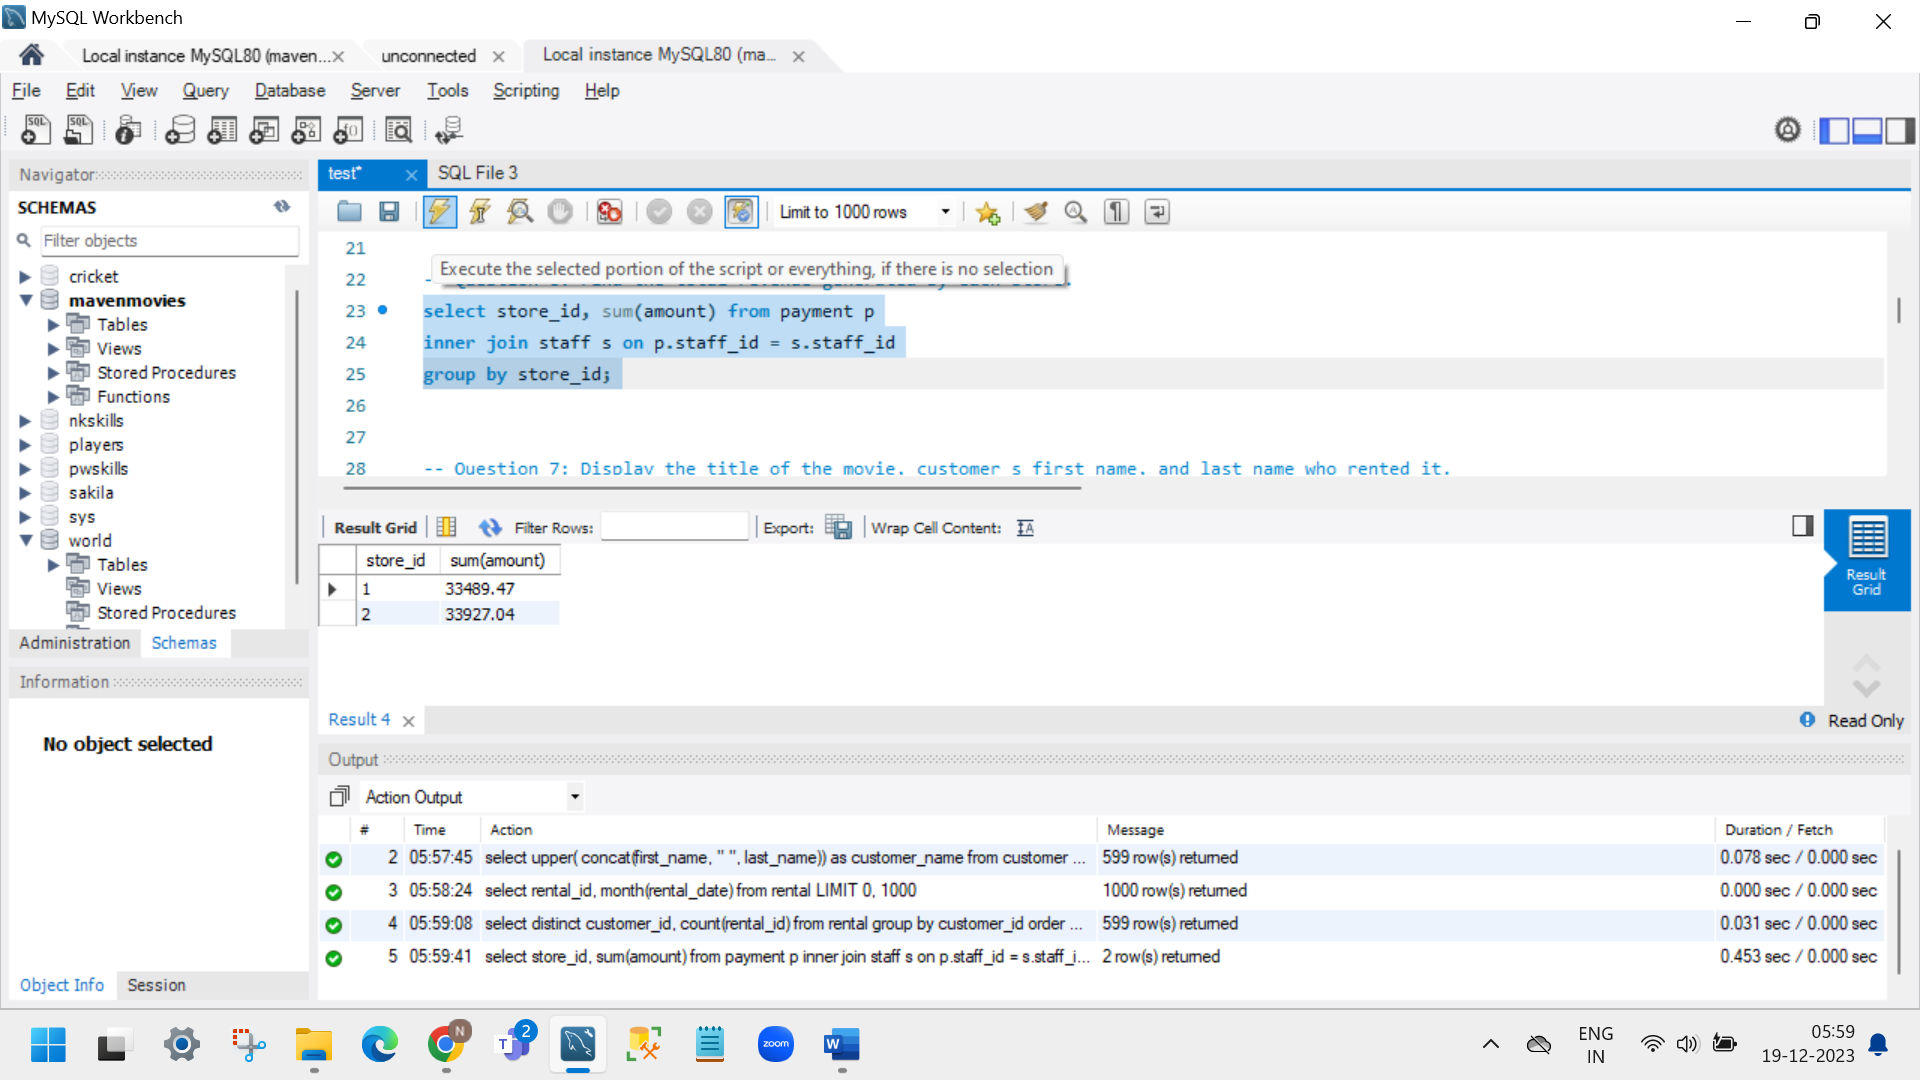 MySQL Workbench
Local instance MySQL80 (maven...
unconnected
Local instance MySQL80 (ma...
File Edit View Query Database Server Tools Scripting Help
Navigator
SCHEMAS
Filter objects
cricket
mavenmovies
Tables
Views
Stored Procedures
Functions
nkskills
players
pwskills
sakila
sys
world
Tables
Views
Stored Procedures
Administration Schemas
Information
No object selected
Object Info Session
test* SQL File 3
Limit to 1000 rows
Execute the selected portion of the script or everything, if there is no selection
21
22
23 select store_id, sum(amount) from payment p
24 inner join staff s on p.staff_id = s.staff_id
25 group by store_id;
26
27
28 -- Question 7: Display the title of the movie, customer s first name, and last name who rented it.
Result Grid Filter Rows: Export: Wrap Cell Content:
store_id sum(amount)
1 33489.47
2 33927.04
Result Grid
Result 4
Read Only
Output
Action Output
# Time Action Message Duration / Fetch
2 05:57:45 select upper( concat(first_name, " ", last_name)) as customer_name from customer ... 599 row(s) returned 0.078 sec / 0.000 sec
3 05:58:24 select rental_id, month(rental_date) from rental LIMIT 0, 1000 1000 row(s) returned 0.000 sec / 0.000 sec
4 05:59:08 select distinct customer_id, count(rental_id) from rental group by customer_id order ... 599 row(s) returned 0.031 sec / 0.000 sec
5 05:59:41 select store_id, sum(amount) from payment p inner join staff s on p.staff_id = s.staff_i... 2 row(s) returned 0.453 sec / 0.000 sec
N
2
zoom
W
ENG
IN
05:59
19-12-2023